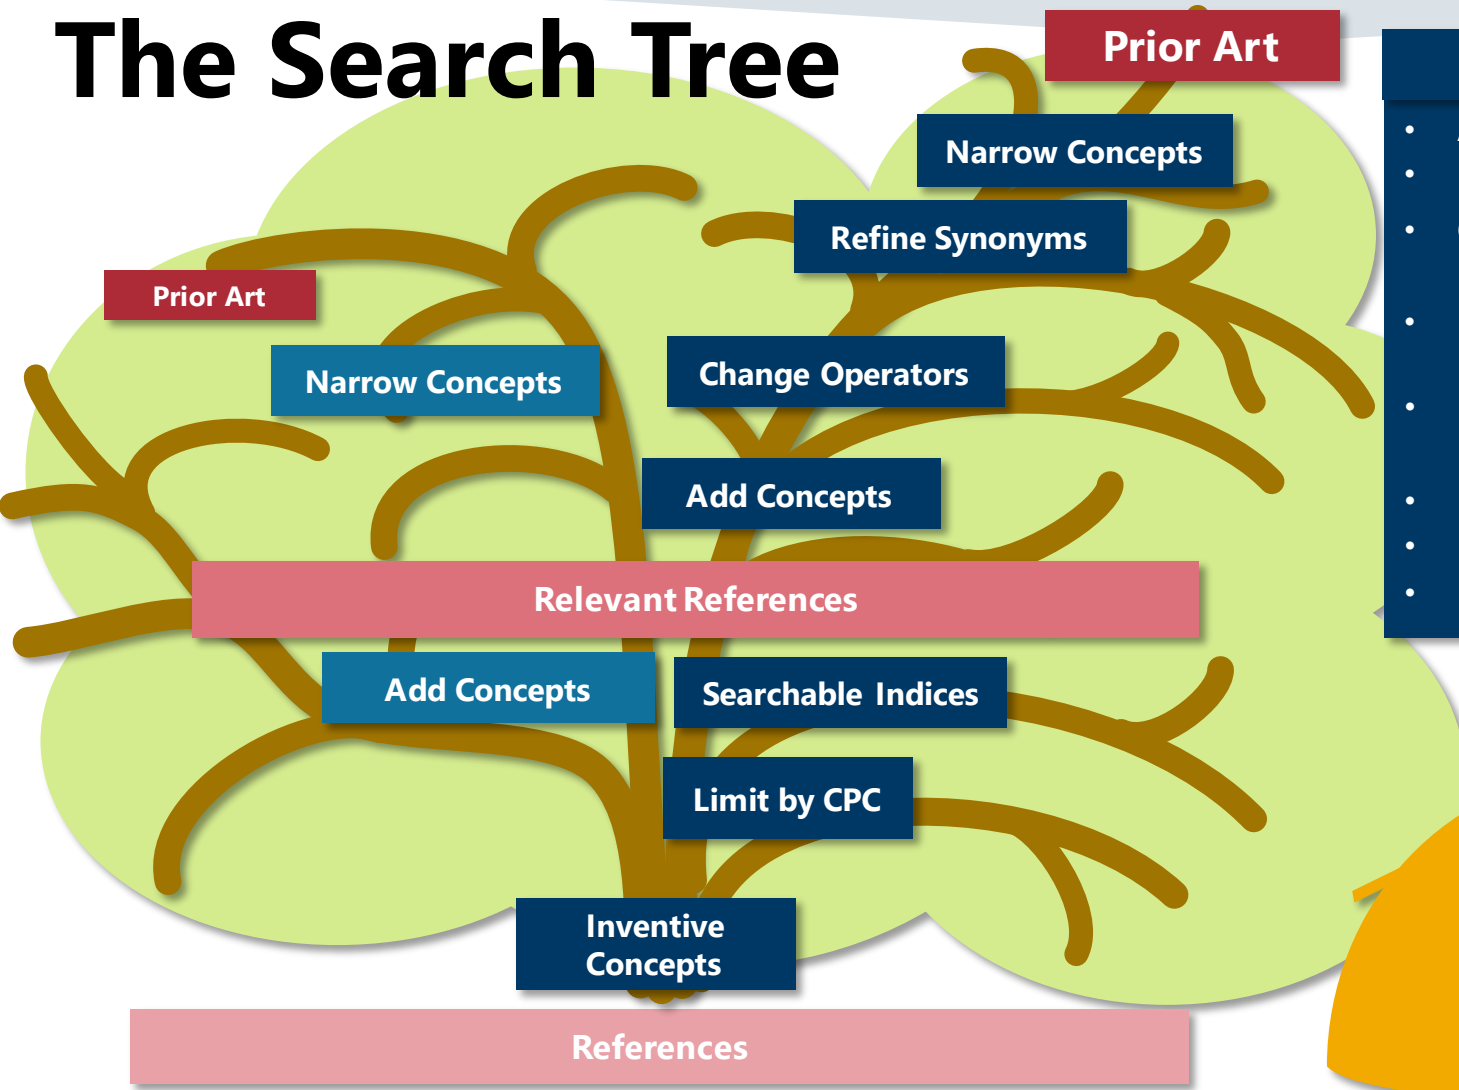 The Search Tree
Prior Art
Narrow Concepts
Refine Synonyms
Prior Art
Narrow Concepts
Change Operators
Add Concepts
Relevant References
Add Concepts
Searchable Indices
Limit by CPC
Inventive
Concepts
References